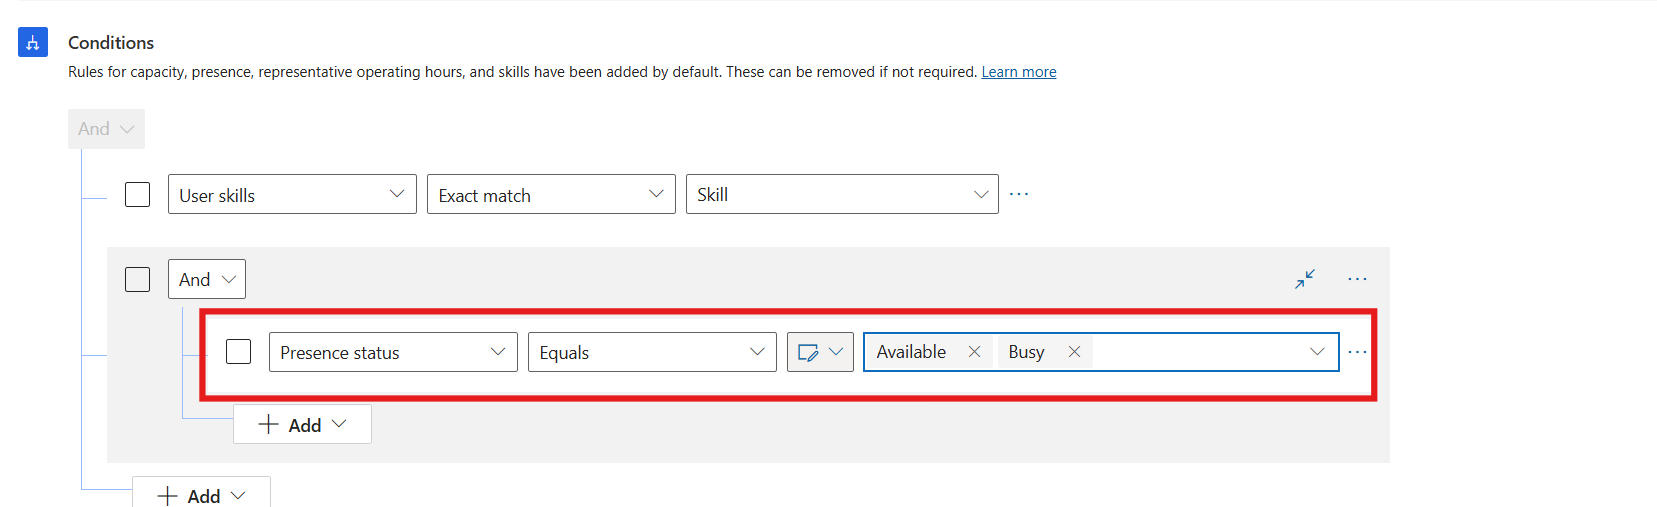 Conditions
Rules for capacity, presence, representative operating hours, and skills have been added by default. These can be removed if not required. Learn more
And
User skills Exact match Skill
And
Presence status Equals Available Busy
Add
Add